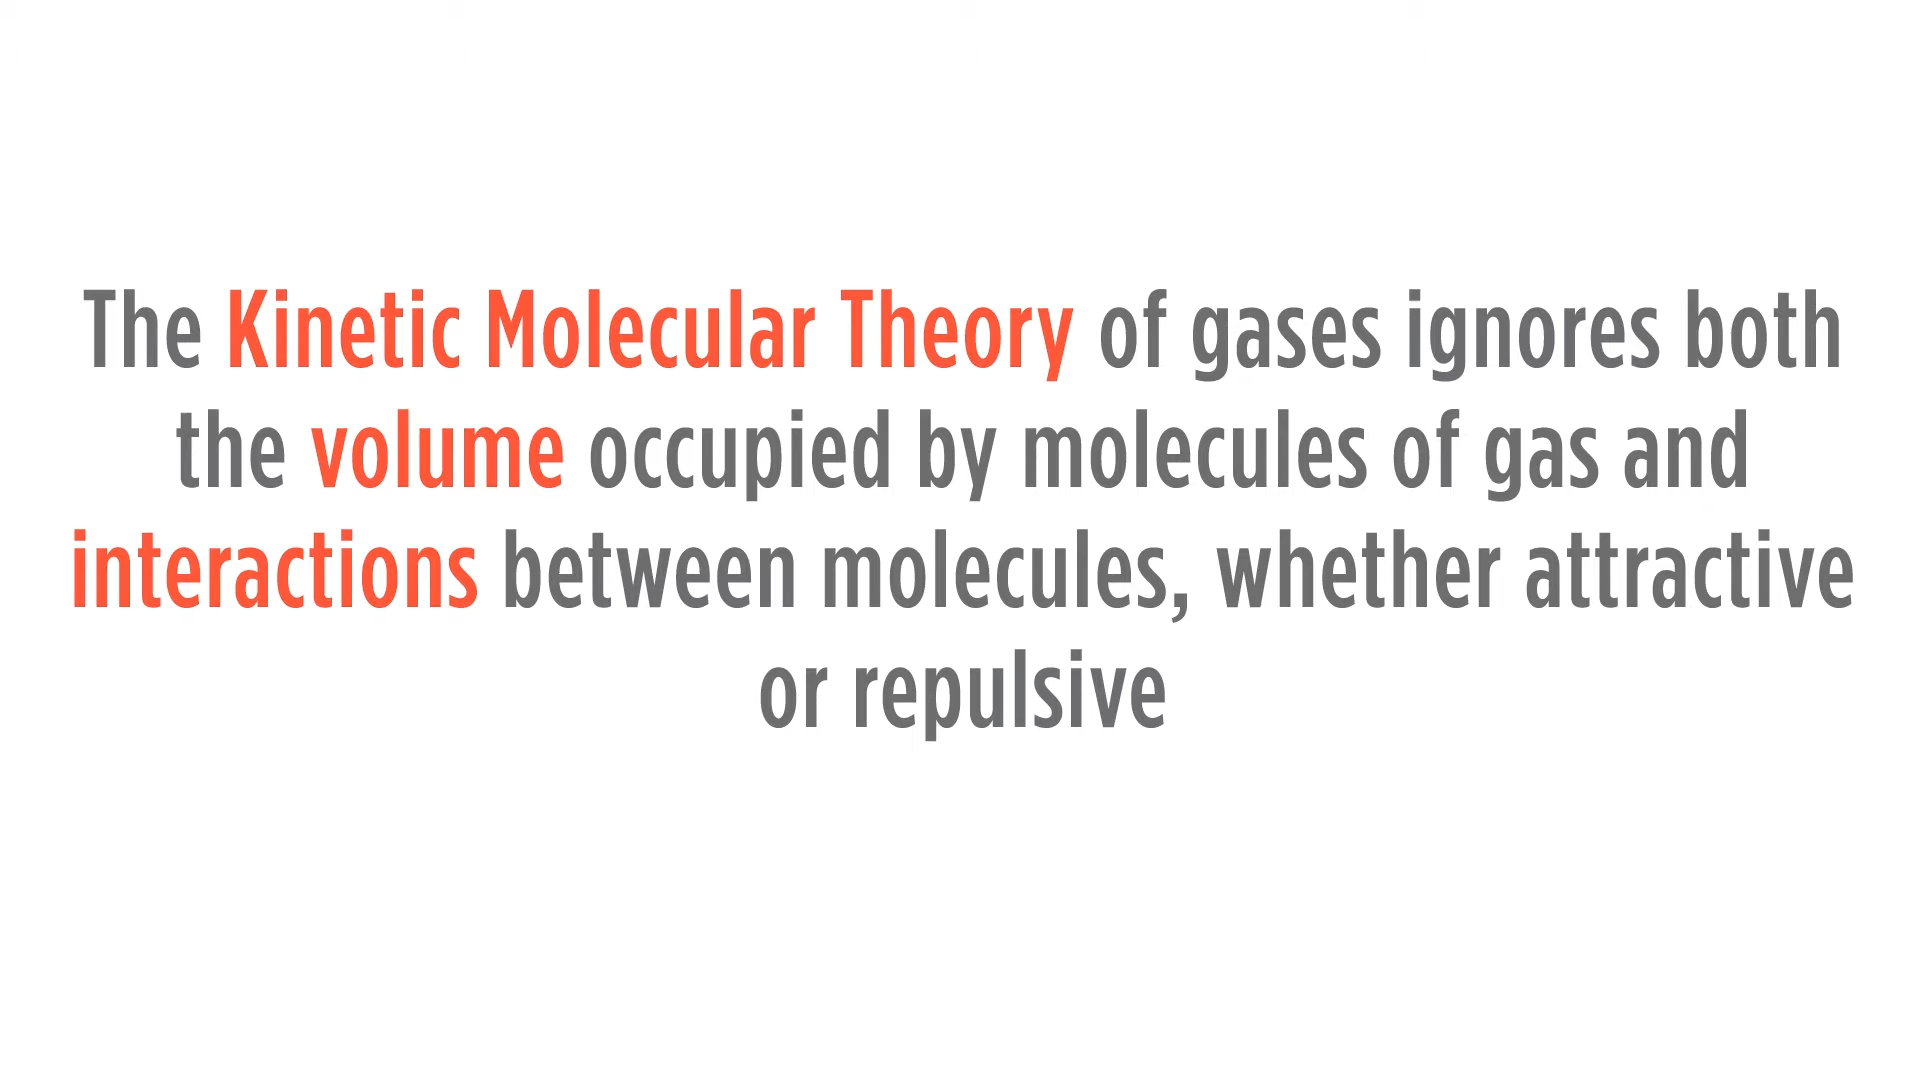 The Kinetic Molecular Theory of gases ignores both
the volume occupied by molecules of gas and
interactions between molecules, whether attractive
or repulsive